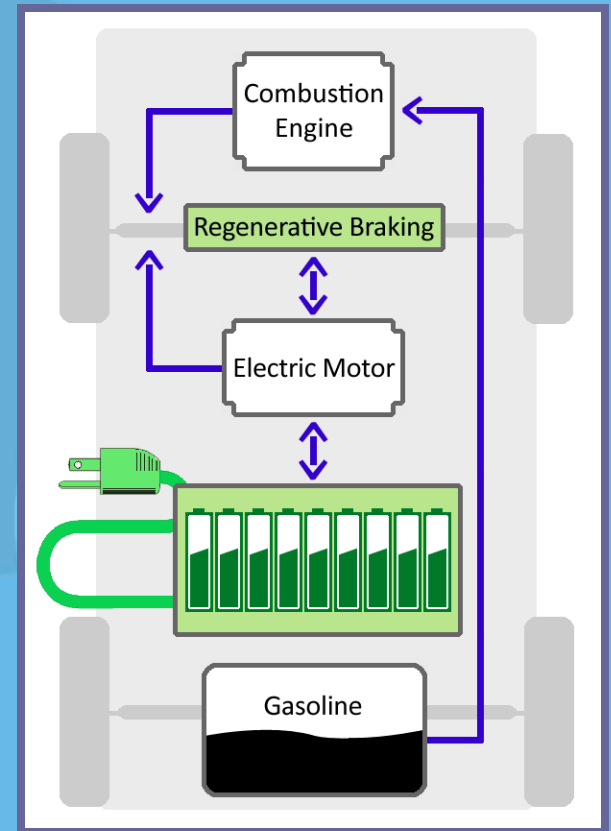 Combustion
Engine
Regenerative Braking
Electric Motor
Gasoline